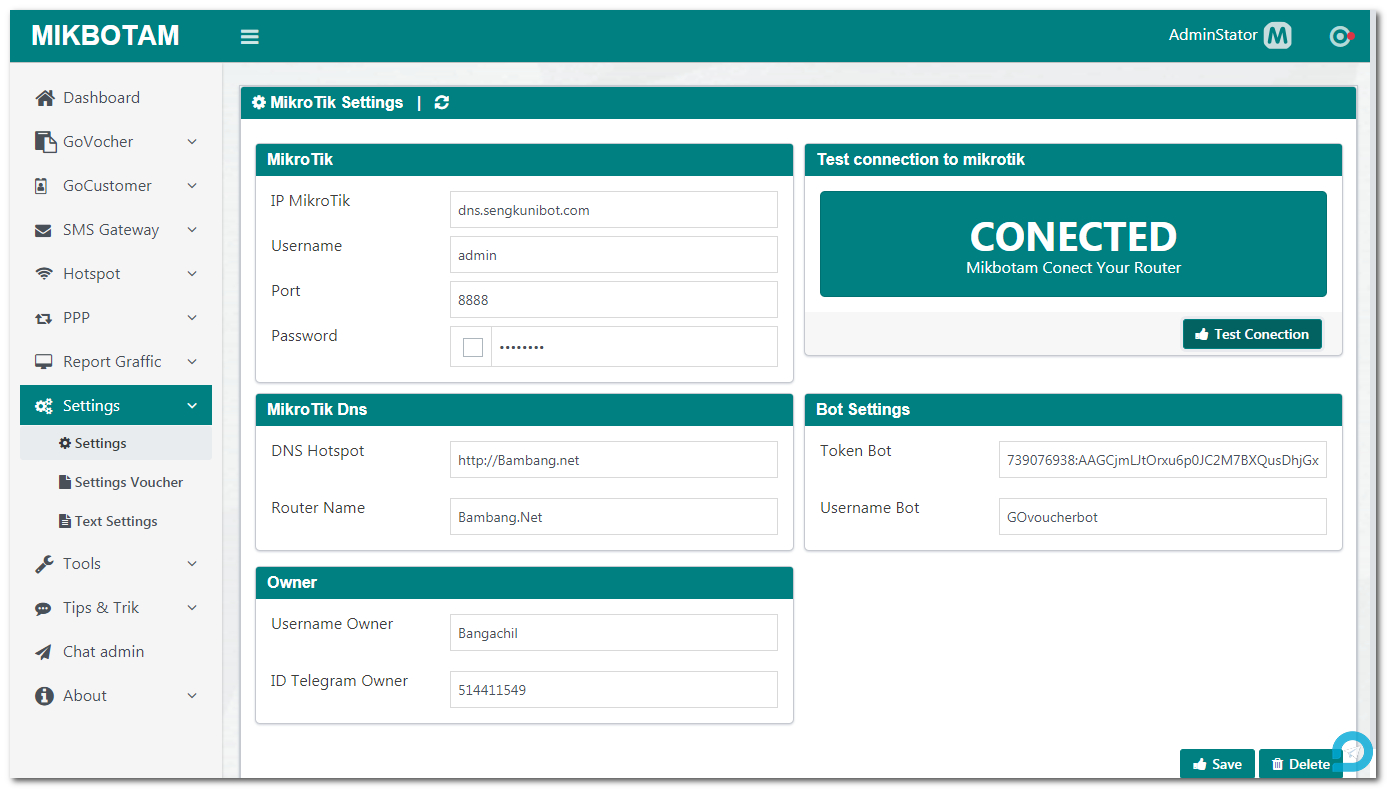 MIKBOTAM
AdminStator
Dashboard
GoVocher
GoCustomer
SMS Gateway
Hotspot
PPP
Report Graffic
Settings
Settings
Settings Voucher
Text Settings
Tools
Tips & Trik
Chat admin
About
MikroTik Settings |
MikroTik
IP MikroTik
dns.sengkunibot.com
Username
admin
Port
8888
Password
••••••••
Test connection to mikrotik
CONECTED
Mikbotam Conect Your Router
Test Conection
MikroTik Dns
DNS Hotspot
http://Bambang.net
Router Name
Bambang.Net
Bot Settings
Token Bot
739076938:AAGCjmLJtOrxu6p0JC2M7BXQusDhjGx
Username Bot
GOvoucherbot
Owner
Username Owner
Bangachil
ID Telegram Owner
514411549
Save
Delete